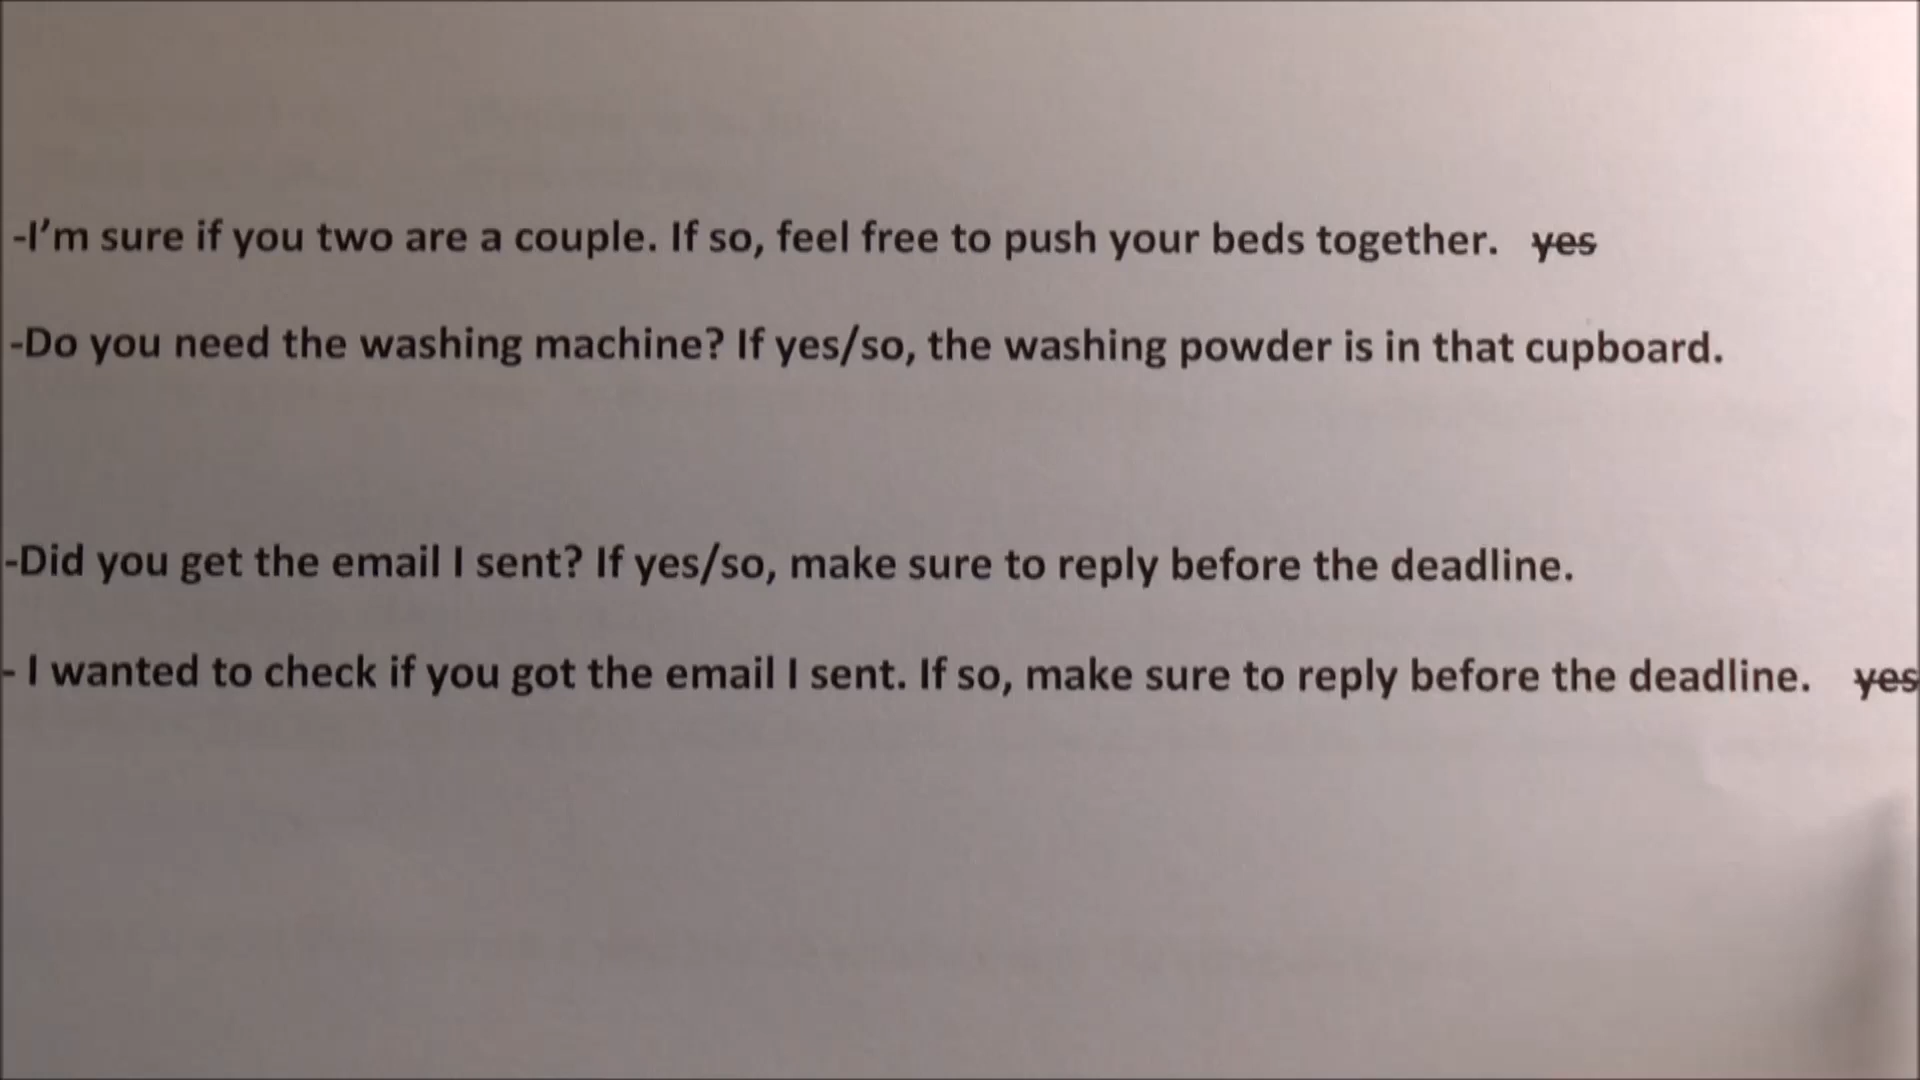 -I'm sure if you two are a couple. If so, feel free to push your beds together. yes
-Do you need the washing machine? If yes/so, the washing powder is in that cupboard.
-Did you get the email I sent? If yes/so, make sure to reply before the deadline.
- I wanted to check if you got the email I sent. If so, make sure to reply before the deadline. yes